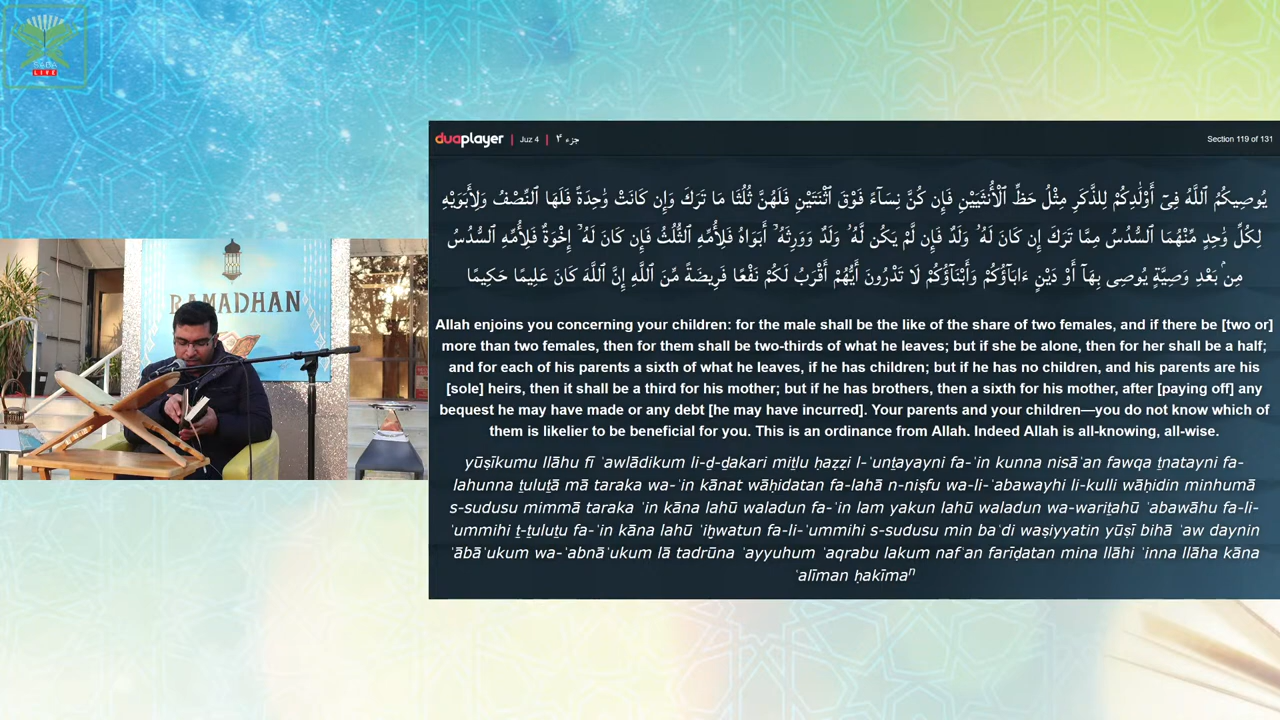 LIVE
RAMADHAN
duaplayer | Juz 4 | جزء ۴
Section 119 of 131
يُوصِيكُمُ ٱللَّهُ فِىٓ أَوْلَٰدِكُمْ لِلذَّكَرِ مِثْلُ حَظِّ ٱلْأُنثَيَيْنِ فَإِن كُنَّ نِسَآءً فَوْقَ ٱثْنَتَيْنِ فَلَهُنَّ ثُلُثَا مَا تَرَكَ وَإِن كَانَتْ وَٰحِدَةً فَلَهَا ٱلنِّصْفُ وَلِأَبَوَيْهِ
لِكُلِّ وَٰحِدٍ مِّنْهُمَا ٱلسُّدُسُ مِمَّا تَرَكَ إِن كَانَ لَهُۥ وَلَدٌ فَإِن لَّمْ يَكُن لَّهُۥ وَلَدٌ وَوَرِثَهُۥٓ أَبَوَاهُ فَلِأُمِّهِ ٱلثُّلُثُ فَإِن كَانَ لَهُۥٓ إِخْوَةٌ فَلِأُمِّهِ ٱلسُّدُسُ
مِنۢ بَعْدِ وَصِيَّةٍ يُوصِى بِهَآ أَوْ دَيْنٍ ءَابَآؤُكُمْ وَأَبْنَآؤُكُمْ لَا تَدْرُونَ أَيُّهُمْ أَقْرَبُ لَكُمْ نَفْعًا فَرِيضَةً مِّنَ ٱللَّهِ إِنَّ ٱللَّهَ كَانَ عَلِيمًا حَكِيمًا
Allah enjoins you concerning your children: for the male shall be the like of the share of two females, and if there be [two or]
more than two females, then for them shall be two-thirds of what he leaves; but if she be alone, then for her shall be a half;
and for each of his parents a sixth of what he leaves, if he has children; but if he has no children, and his parents are his
[sole] heirs, then it shall be a third for his mother; but if he has brothers, then a sixth for his mother, after [paying off] any
bequest he may have made or any debt [he may have incurred]. Your parents and your children—you do not know which of
them is likelier to be beneficial for you. This is an ordinance from Allah. Indeed Allah is all-knowing, all-wise.
yūṣīkumu llāhu fī ʾawlādikum li-ḏ-ḏakari miṯlu ḥaẓẓi l-ʾunṯayayni fa-ʾin kunna nisāʾan fawqa ṯnatayni fa-
lahunna ṯuluṯā mā taraka wa-ʾin kānat wāḥidatan fa-lahā n-niṣfu wa-li-ʾabawayhi li-kulli wāḥidin minhumā
s-sudusu mimmā taraka ʾin kāna lahū waladun fa-ʾin lam yakun lahū waladun wa-wariṯahū ʾabawāhu fa-li-
ʾummihi ṯ-ṯuluṯu fa-ʾin kāna lahū ʾiḫwatun fa-li-ʾummihi s-sudusu min baʿdi waṣiyyatin yūṣī bihā ʾaw daynin
ʾābāʾukum wa-ʾabnāʾukum lā tadrūna ʾayyuhum ʾaqrabu lakum nafʿan farīḍatan mina llāhi ʾinna llāha kāna
ʿalīman ḥakīmaⁿ